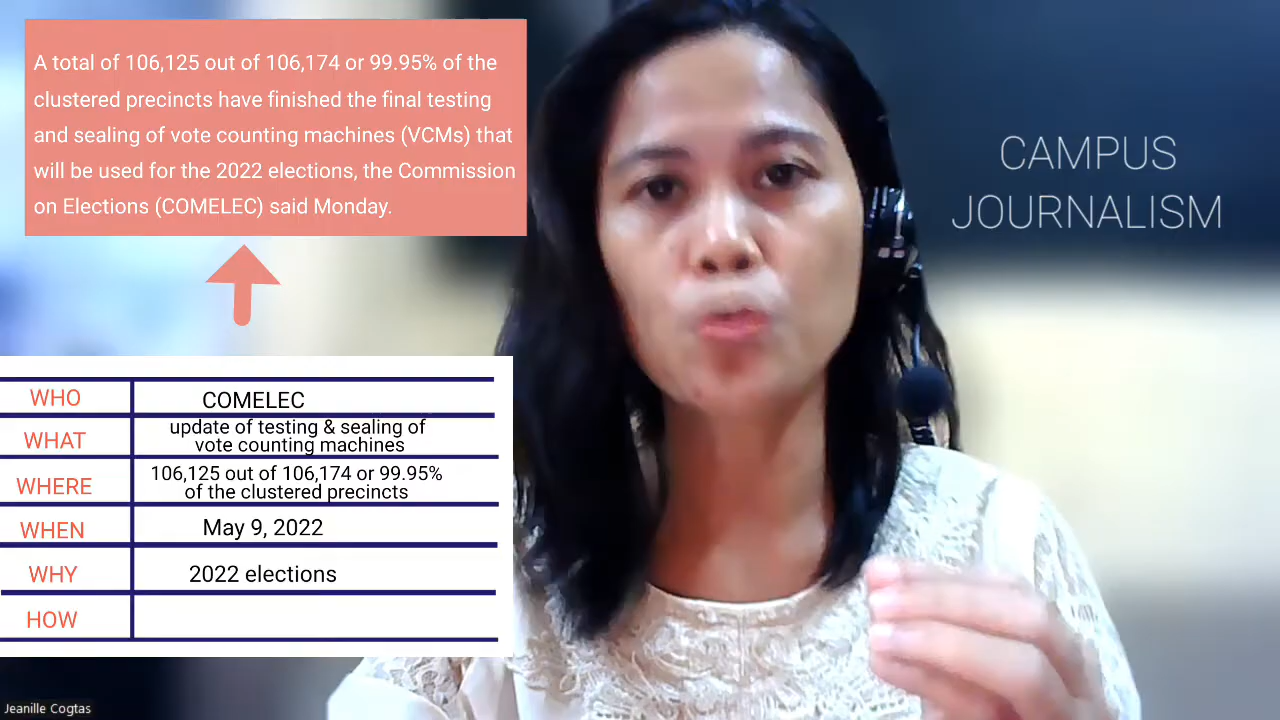 A total of 106,125 out of 106,174 or 99.95% of the
clustered precincts have finished the final testing
and sealing of vote counting machines (VCMs) that
will be used for the 2022 elections, the Commission
on Elections (COMELEC) said Monday.
CAMPUS
JOURNALISM
WHO COMELEC
WHAT update of testing & sealing of
vote counting machines
WHERE 106,125 out of 106,174 or 99.95%
of the clustered precincts
WHEN May 9, 2022
WHY 2022 elections
HOW
Jeanille Cogtas